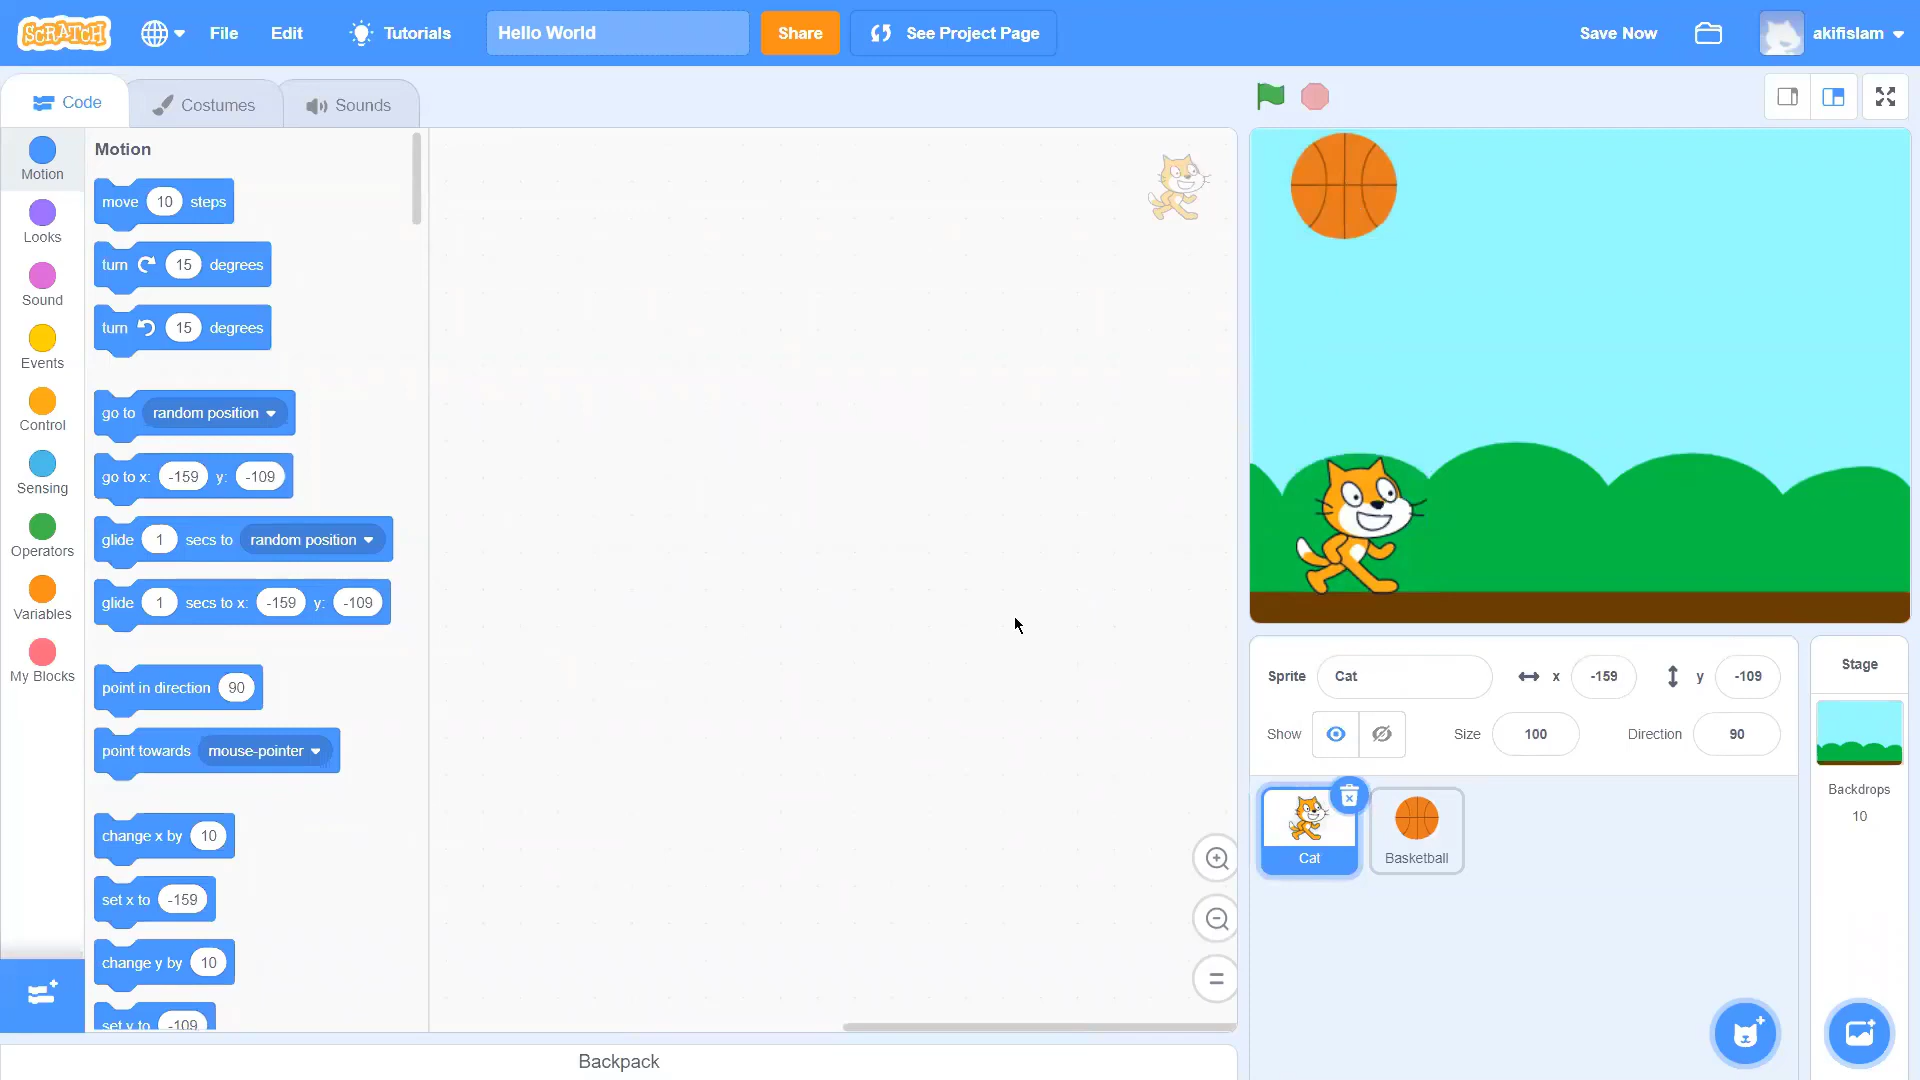 SCRATCH File Edit Tutorials Hello World Share See Project Page Save Now akifislam
Code Costumes Sounds
Motion
Looks
Sound
Events
Control
Sensing
Operators
Variables
My Blocks
Motion
move 10 steps
turn 15 degrees
turn 15 degrees
go to random position
go to x: -159 y: -109
glide 1 secs to random position
glide 1 secs to x: -159 y: -109
point in direction 90
point towards mouse-pointer
change x by 10
set x to -159
change y by 10
set y to -109
Backpack
Sprite Cat x -159 y -109
Show Size 100 Direction 90
Cat Basketball
Stage
Backdrops
10